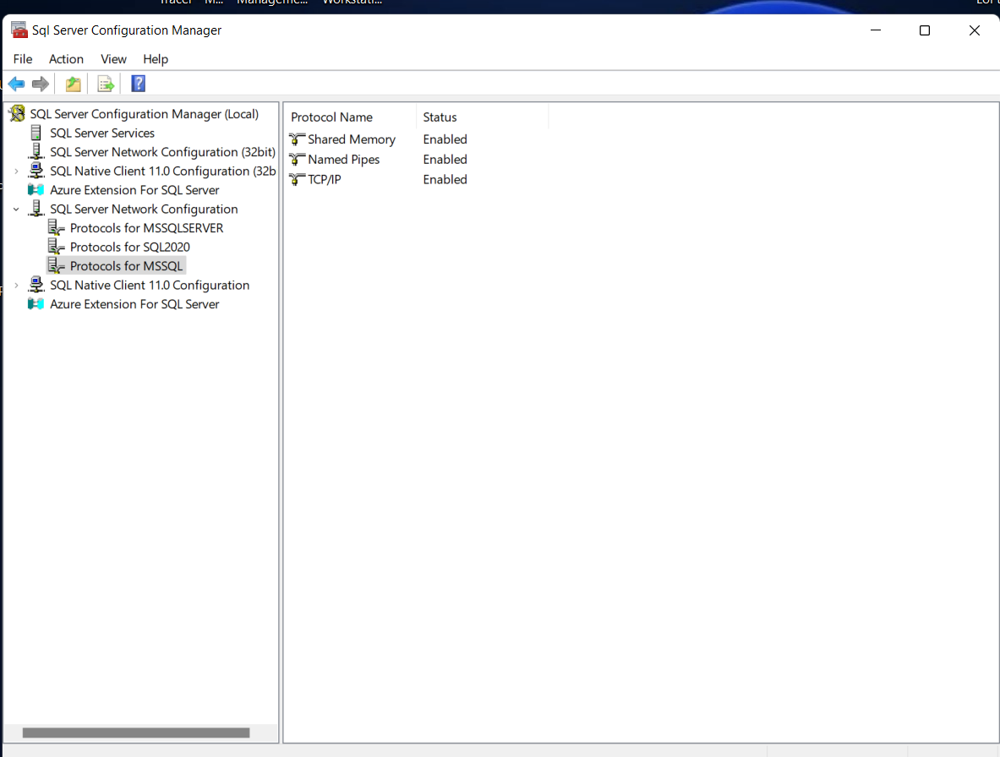 Sql Server Configuration Manager
File Action View Help
?
SQL Server Configuration Manager (Local)
SQL Server Services
SQL Server Network Configuration (32bit)
SQL Native Client 11.0 Configuration (32b
Azure Extension For SQL Server
SQL Server Network Configuration
Protocols for MSSQLSERVER
Protocols for SQL2020
Protocols for MSSQL
SQL Native Client 11.0 Configuration
Azure Extension For SQL Server
Protocol Name Status
Shared Memory Enabled
Named Pipes Enabled
TCP/IP Enabled